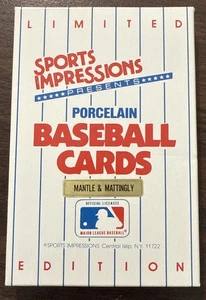 LIMITED
SPORTS
IMPRESSIONS
PRESENTS
PORCELAIN
BASEBALL
CARDS
MANTLE & MATTINGLY
OFFICIAL LICENSEE
MAJOR LEAGUE BASEBALL
©SPORTS IMPRESSIONS Central Islip, N.Y. 11722
EDITION